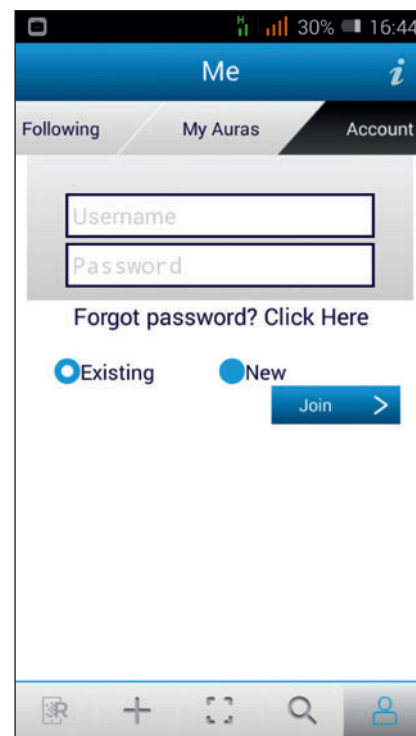 H 30% 16:44
Me i
Following My Auras Account
Username
Password
Forgot password? Click Here
Existing New
Join
R